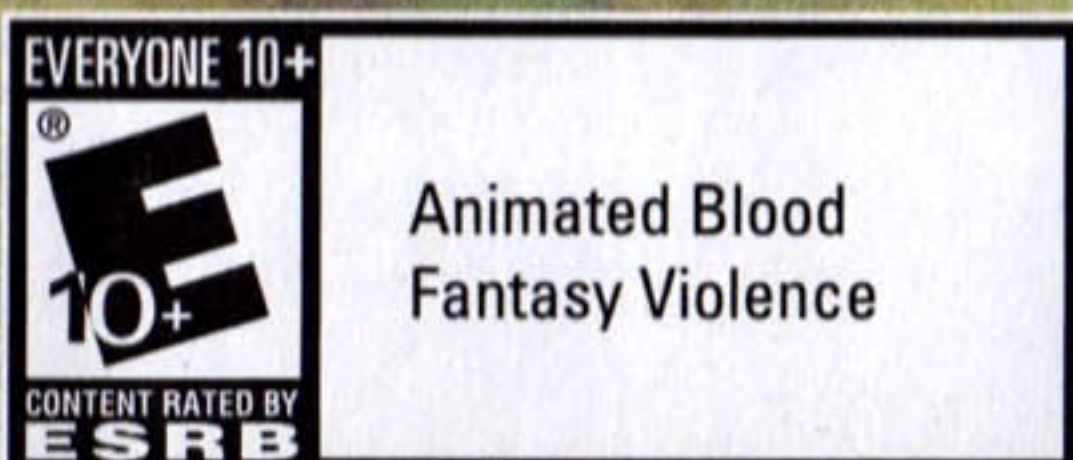 EVERYONE 10+
®
E
10+
CONTENT RATED BY
ESRB
Animated Blood
Fantasy Violence